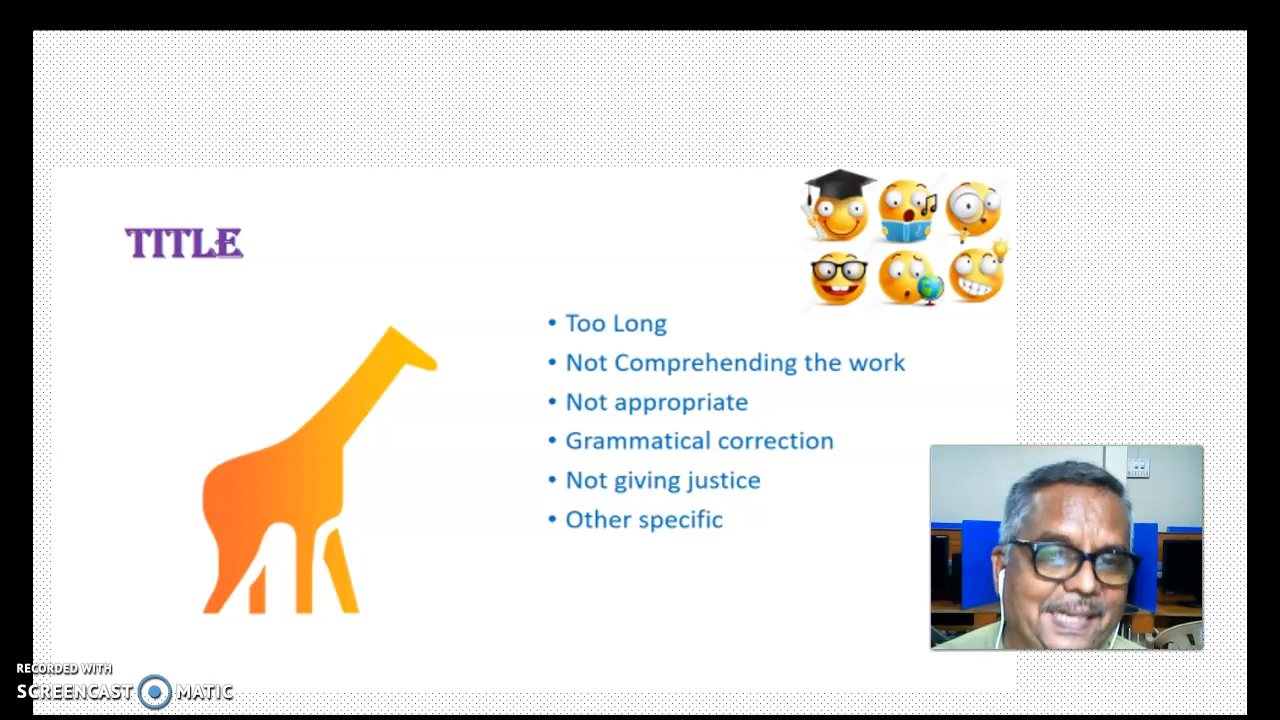 TITLE
• Too Long
• Not Comprehending the work
• Not appropriate
• Grammatical correction
• Not giving justice
• Other specific
RECORDED WITH
SCREENCAST MATIC